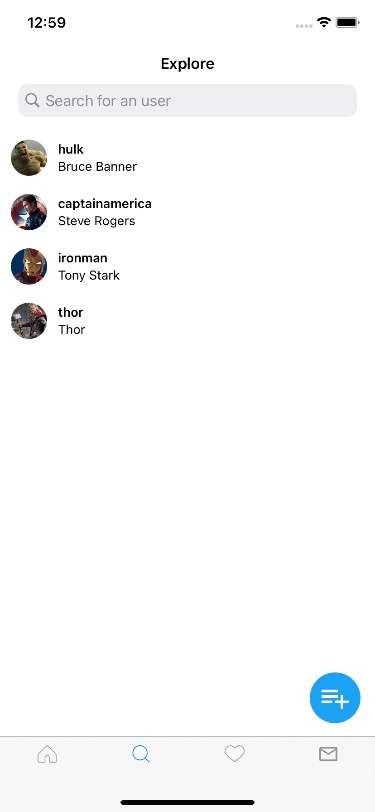 12:59
Explore
Search for an user
hulk
Bruce Banner
captainamerica
Steve Rogers
ironman
Tony Stark
thor
Thor